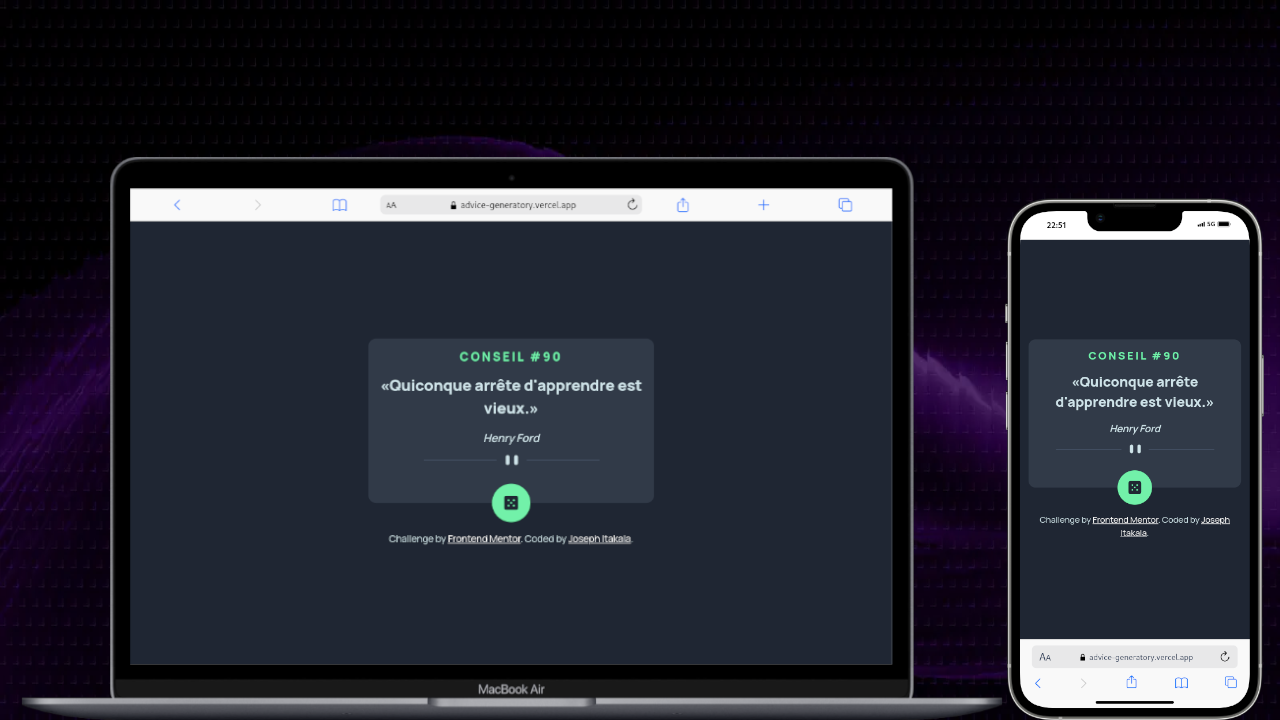 AA advice-generatory.vercel.app
CONSEIL #90
«Quiconque arrête d'apprendre est
vieux.»
Henry Ford
Challenge by Frontend Mentor. Coded by Joseph Itakala.
MacBook Air
22:51
5G
CONSEIL #90
«Quiconque arrête
d'apprendre est vieux.»
Henry Ford
Challenge by Frontend Mentor. Coded by Joseph
Itakala.
AA advice-generatory.vercel.app